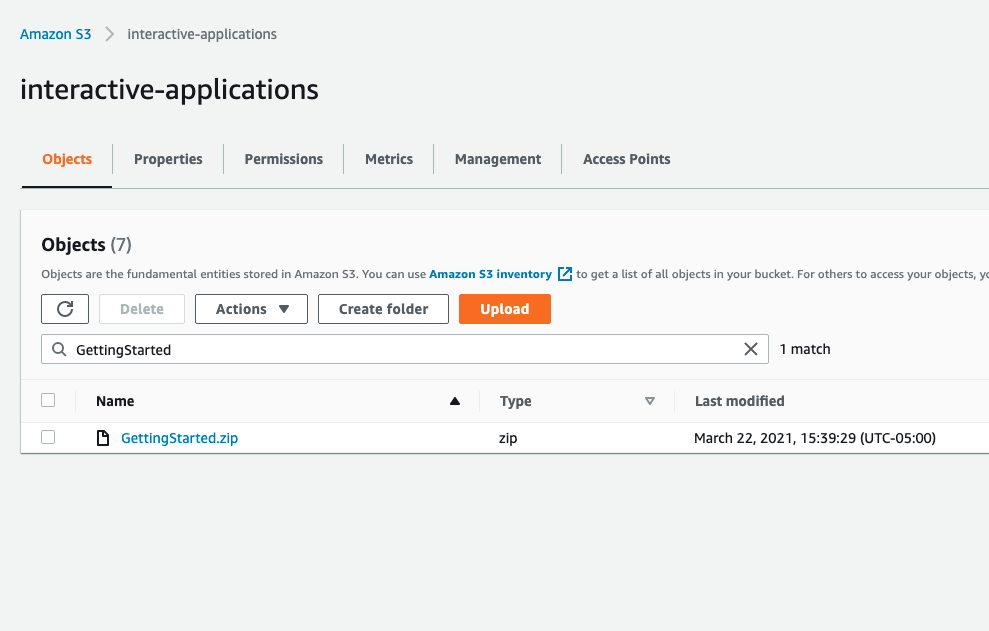 Amazon S3 interactive-applications
interactive-applications
Objects Properties Permissions Metrics Management Access Points
Objects (7)
Objects are the fundamental entities stored in Amazon S3. You can use Amazon S3 inventory to get a list of all objects in your bucket. For others to access your objects,
Delete Actions Create folder Upload
GettingStarted 1 match
Name Type Last modified
GettingStarted.zip zip March 22, 2021, 15:39:29 (UTC-05:00)